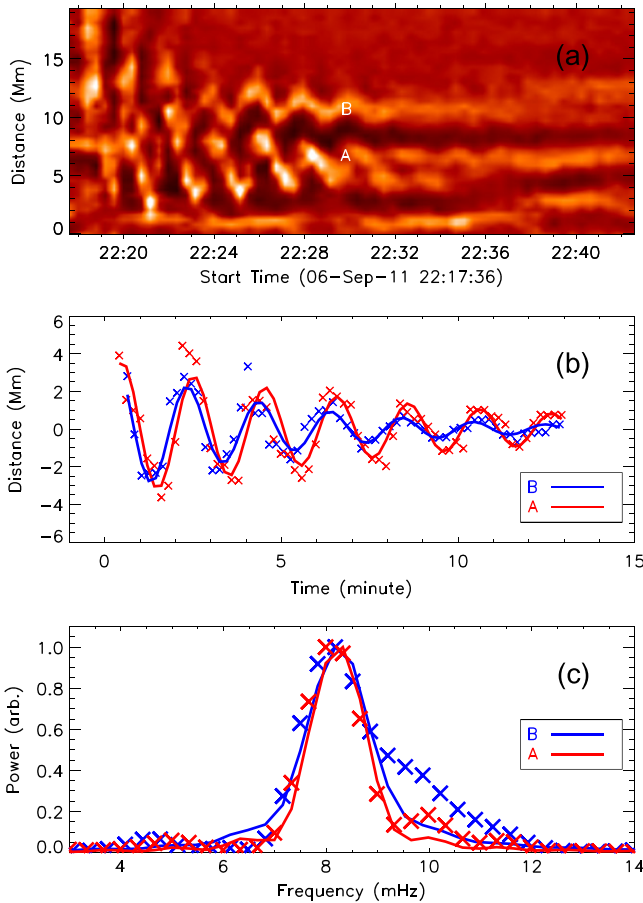 (a)
Distance (Mm)
15
10
5
0
B
A
22:20 22:24 22:28 22:32 22:36 22:40
Start Time (06-Sep-11 22:17:36)
(b)
Distance (Mm)
6
4
2
0
-2
-4
-6
B
A
0 5 10 15
Time (minute)
(c)
Power (arb.)
1.0
0.8
0.6
0.4
0.2
0.0
B
A
4 6 8 10 12 14
Frequency (mHz)